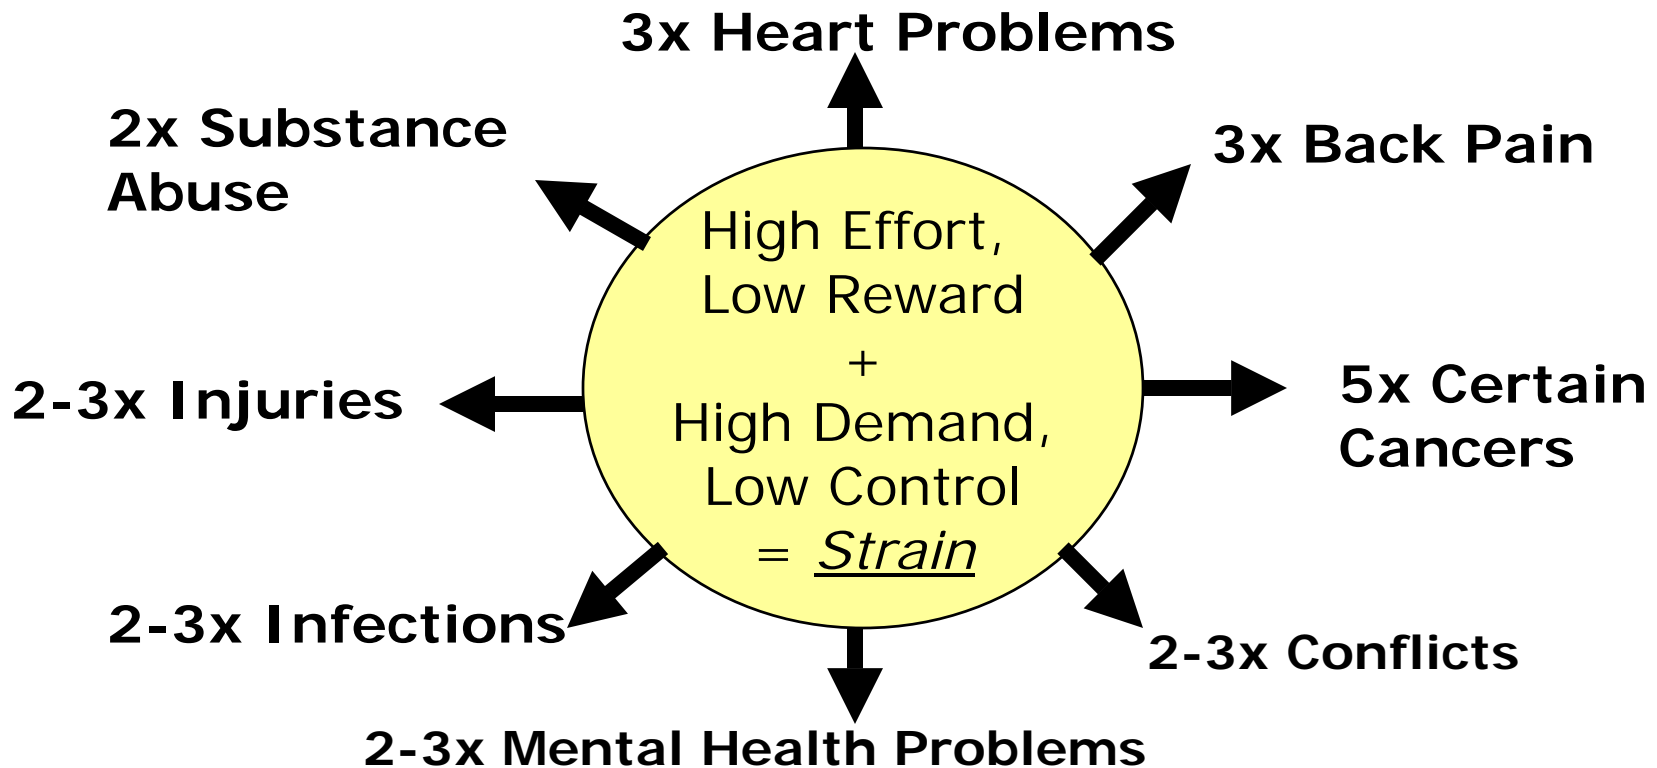 3x Heart Problems
2x Substance
Abuse
3x Back Pain
High Effort,
Low Reward
+
High Demand,
Low Control
= Strain
2-3x Injuries
5x Certain
Cancers
2-3x Infections
2-3x Conflicts
2-3x Mental Health Problems